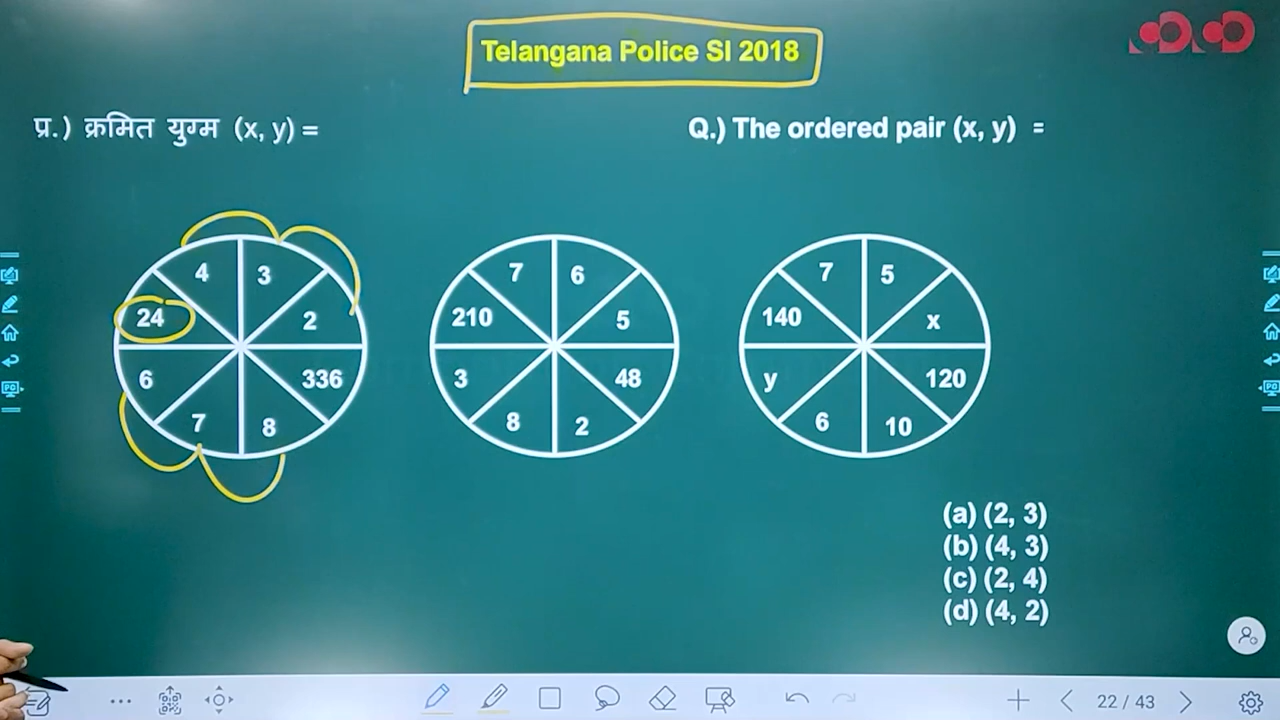 Telangana Police SI 2018
प्र.) क्रमित युग्म (x, y) =
Q.) The ordered pair (x, y) =
4 3
24 2
6 336
7 8
7 6
210 5
3 48
8 2
7 5
140 x
y 120
6 10
(a) (2, 3)
(b) (4, 3)
(c) (2, 4)
(d) (4, 2)
22 / 43